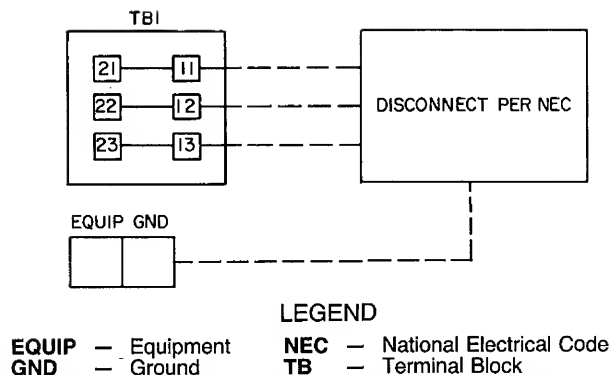 TB1
21 11
22 12
23 13
DISCONNECT PER NEC
EQUIP GND
LEGEND
EQUIP — Equipment
GND — Ground
NEC — National Electrical Code
TB — Terminal Block